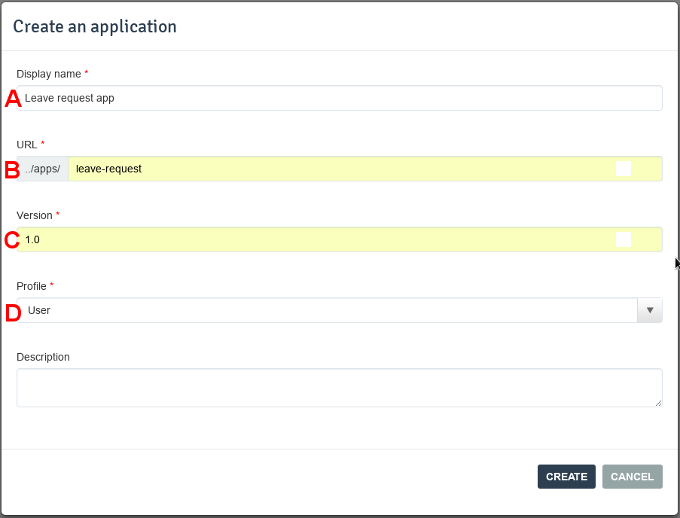 Create an application
Display name *
A Leave request app
URL *
B ../apps/ leave-request
Version *
C 1.0
Profile *
D User
Description
CREATE CANCEL